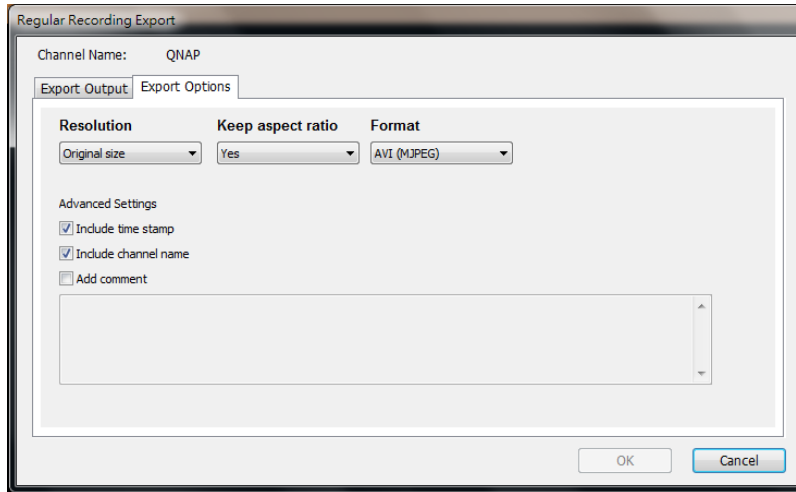 Regular Recording Export
Channel Name: QNAP
Export Output Export Options
Resolution Keep aspect ratio Format
Original size Yes AVI (MJPEG)
Advanced Settings
Include time stamp
Include channel name
Add comment
OK Cancel